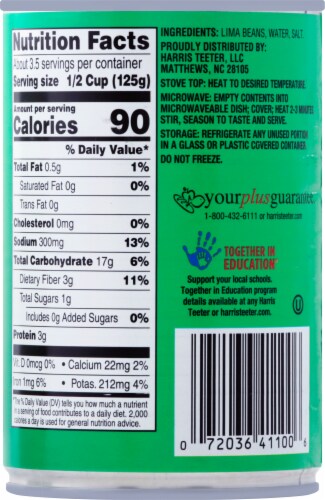 Nutrition Facts
About 3.5 servings per container
Serving size 1/2 Cup (125g)
Amount per serving
Calories 90
% Daily Value*
Total Fat 0.5g 1%
Saturated Fat 0g 0%
Trans Fat 0g
Cholesterol 0mg 0%
Sodium 300mg 13%
Total Carbohydrate 17g 6%
Dietary Fiber 3g 11%
Total Sugars 1g
Includes 0g Added Sugars 0%
Protein 3g
Vit. D 0mcg 0% • Calcium 22mg 2%
Iron 1mg 6% • Potas. 212mg 4%
*The % Daily Value (DV) tells you how much a nutrient
in a serving of food contributes to a daily diet. 2,000
calories a day is used for general nutrition advice.
INGREDIENTS: LIMA BEANS, WATER, SALT.
PROUDLY DISTRIBUTED BY:
HARRIS TEETER, LLC
MATTHEWS, NC 28105
STOVE TOP: HEAT TO DESIRED TEMPERATURE.
MICROWAVE: EMPTY CONTENTS INTO
MICROWAVEABLE DISH; COVER; HEAT 2-3 MINUTES
STIR, SEASON TO TASTE AND SERVE.
STORAGE: REFRIGERATE ANY UNUSED PORTION
IN A GLASS OR PLASTIC COVERED CONTAINER.
DO NOT FREEZE.
yourplusguarantee
1-800-432-6111 or harristeeter.com
TOGETHER IN
EDUCATION
Support your local schools.
Together in Education program
details available at any Harris
Teeter or harristeeter.com.
0 72036 41100 6